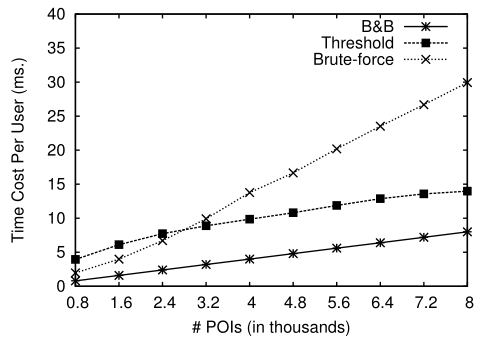 40
35
30
25
20
15
10
5
0
Time Cost Per User (ms.)
B&B
Threshold
Brute-force
0.8 1.6 2.4 3.2 4 4.8 5.6 6.4 7.2 8
# POIs (in thousands)